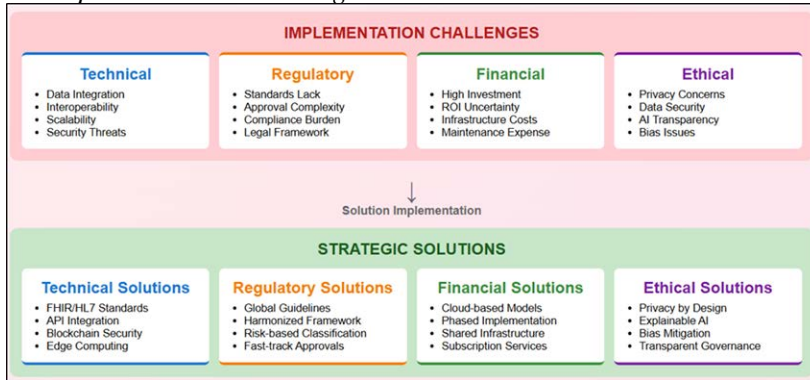 IMPLEMENTATION CHALLENGES
Technical
• Data Integration
• Interoperability
• Scalability
• Security Threats
Regulatory
• Standards Lack
• Approval Complexity
• Compliance Burden
• Legal Framework
Financial
• High Investment
• ROI Uncertainty
• Infrastructure Costs
• Maintenance Expense
Ethical
• Privacy Concerns
• Data Security
• AI Transparency
• Bias Issues
↓
Solution Implementation
STRATEGIC SOLUTIONS
Technical Solutions
• FHIR/HL7 Standards
• API Integration
• Blockchain Security
• Edge Computing
Regulatory Solutions
• Global Guidelines
• Harmonized Framework
• Risk-based Classification
• Fast-track Approvals
Financial Solutions
• Cloud-based Models
• Phased Implementation
• Shared Infrastructure
• Subscription Services
Ethical Solutions
• Privacy by Design
• Explainable AI
• Bias Mitigation
• Transparent Governance